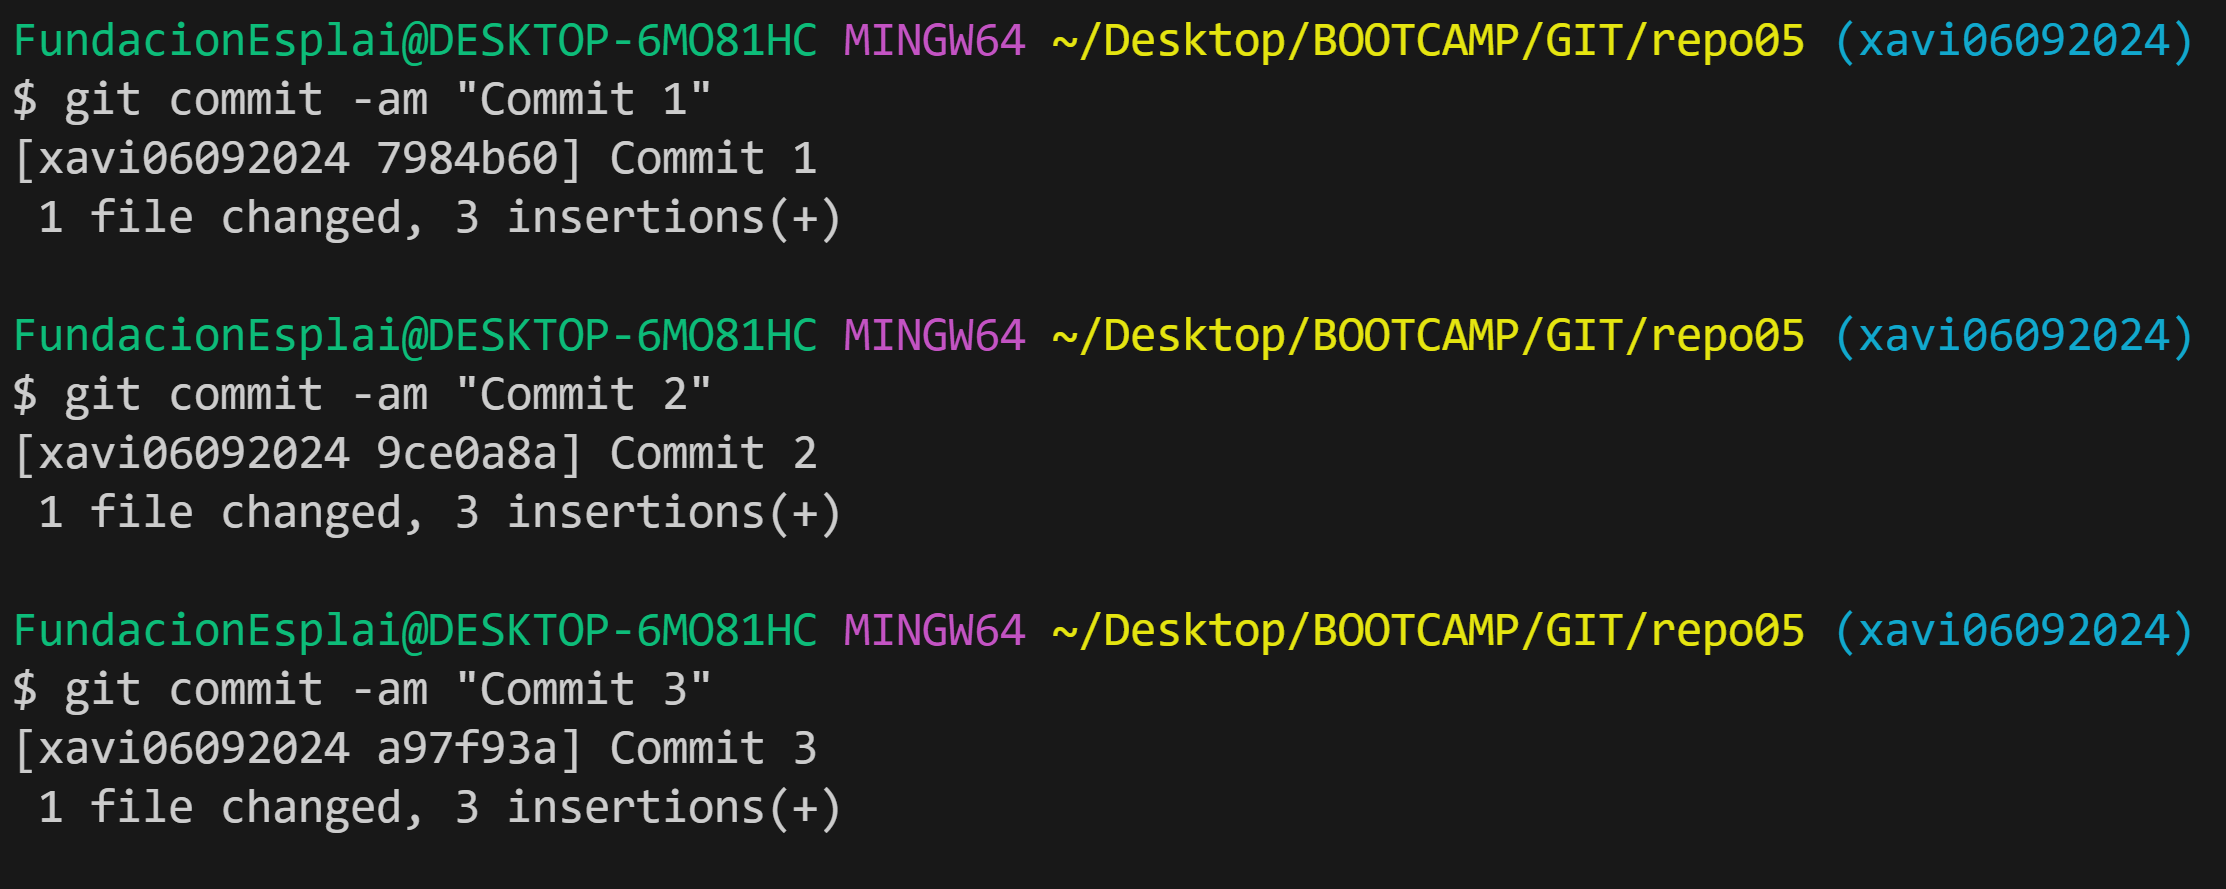 FundacionEsplai@DESKTOP-6MO81HC MINGW64 ~/Desktop/BOOTCAMP/GIT/repo05 (xavi06092024)
$ git commit -am "Commit 1"
[xavi06092024 7984b60] Commit 1
 1 file changed, 3 insertions(+)
FundacionEsplai@DESKTOP-6MO81HC MINGW64 ~/Desktop/BOOTCAMP/GIT/repo05 (xavi06092024)
$ git commit -am "Commit 2"
[xavi06092024 9ce0a8a] Commit 2
 1 file changed, 3 insertions(+)
FundacionEsplai@DESKTOP-6MO81HC MINGW64 ~/Desktop/BOOTCAMP/GIT/repo05 (xavi06092024)
$ git commit -am "Commit 3"
[xavi06092024 a97f93a] Commit 3
 1 file changed, 3 insertions(+)